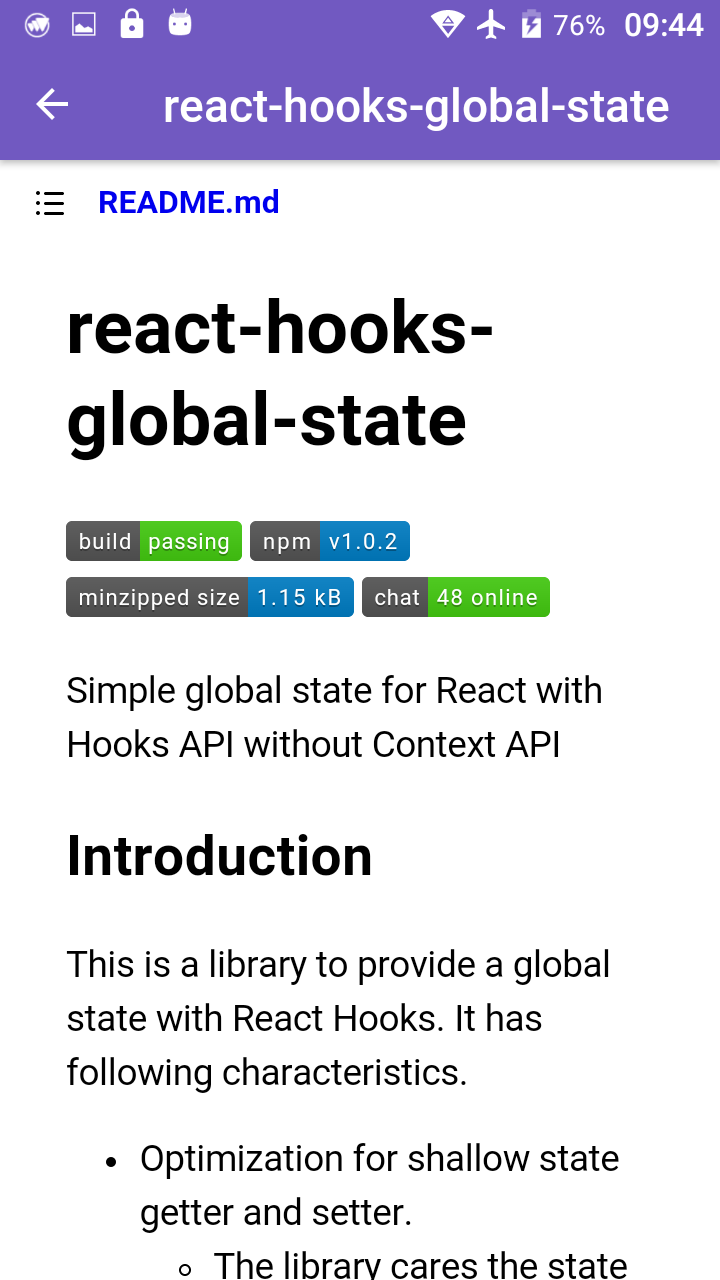 76% 09:44
react-hooks-global-state
README.md
react-hooks-
global-state
build passing npm v1.0.2
minzipped size 1.15 kB chat 48 online
Simple global state for React with
Hooks API without Context API
Introduction
This is a library to provide a global
state with React Hooks. It has
following characteristics.
• Optimization for shallow state
getter and setter.
○ The library cares the state